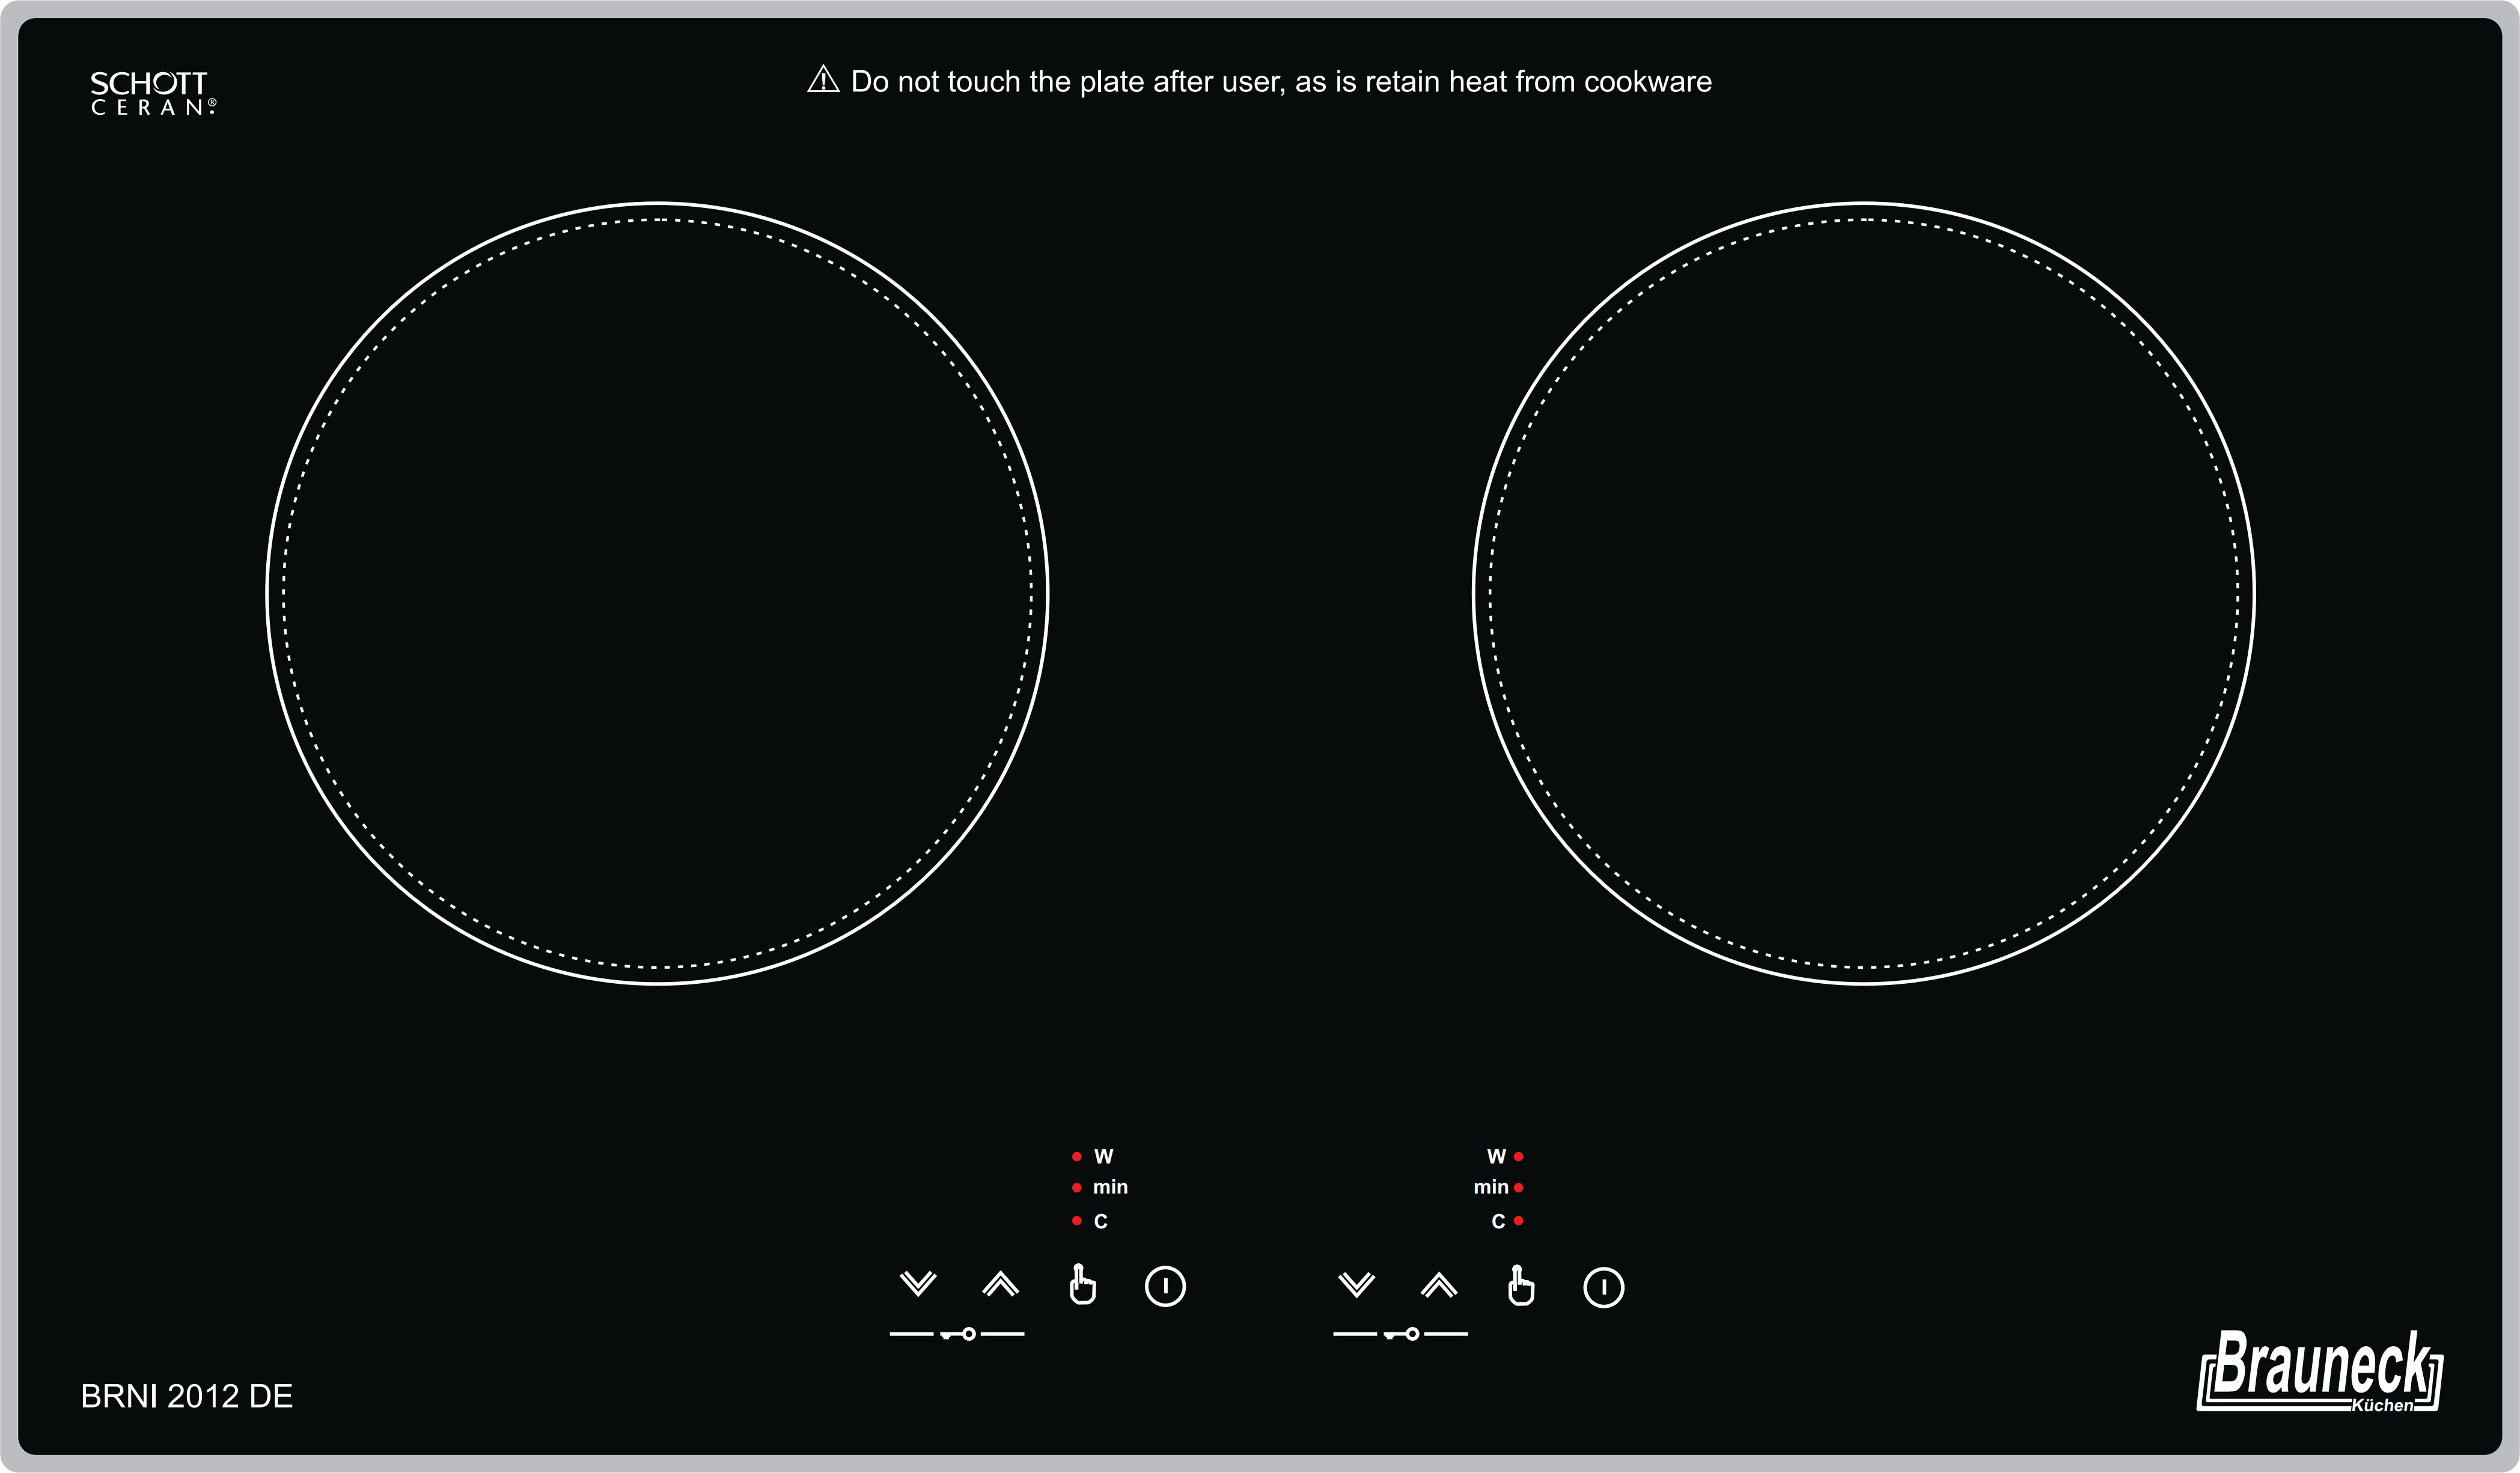 SCHOTT
CERAN®
Do not touch the plate after user, as is retain heat from cookware
W
min
C
W
min
C
BRNI 2012 DE
Brauneck
Küchen